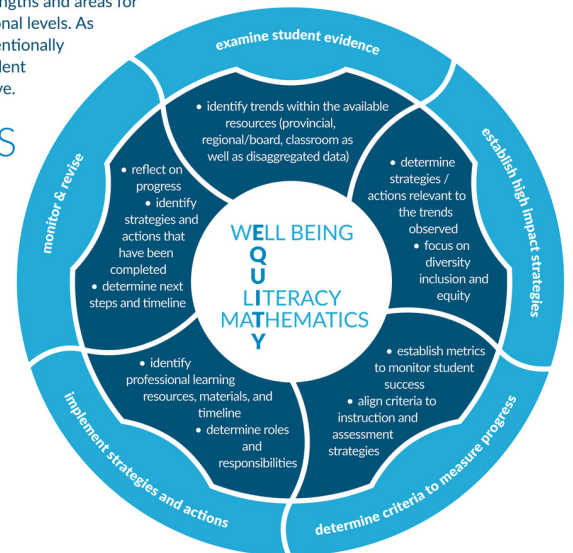 ngths and areas for
onal levels. As
entionally
dent
ve.
S
examine student evidence
• identify trends within the available
resources (provincial,
regional/board, classroom as
well as disaggregated data)
establish high impact strategies
• determine
strategies /
actions relevant to
the trends
observed
• focus on
diversity
inclusion and
equity
determine criteria to measure progress
• establish metrics
to monitor student
success
• align criteria to
instruction and
assessment
strategies
implement strategies and actions
• identify
professional learning
resources, materials, and
timeline
• determine roles
and
responsibilities
monitor & revise
• reflect on
progress
• identify
strategies and
actions that
have been
completed
• determine next
steps and timeline
WELL BEING
EQUITY
LITERACY
MATHEMATICS